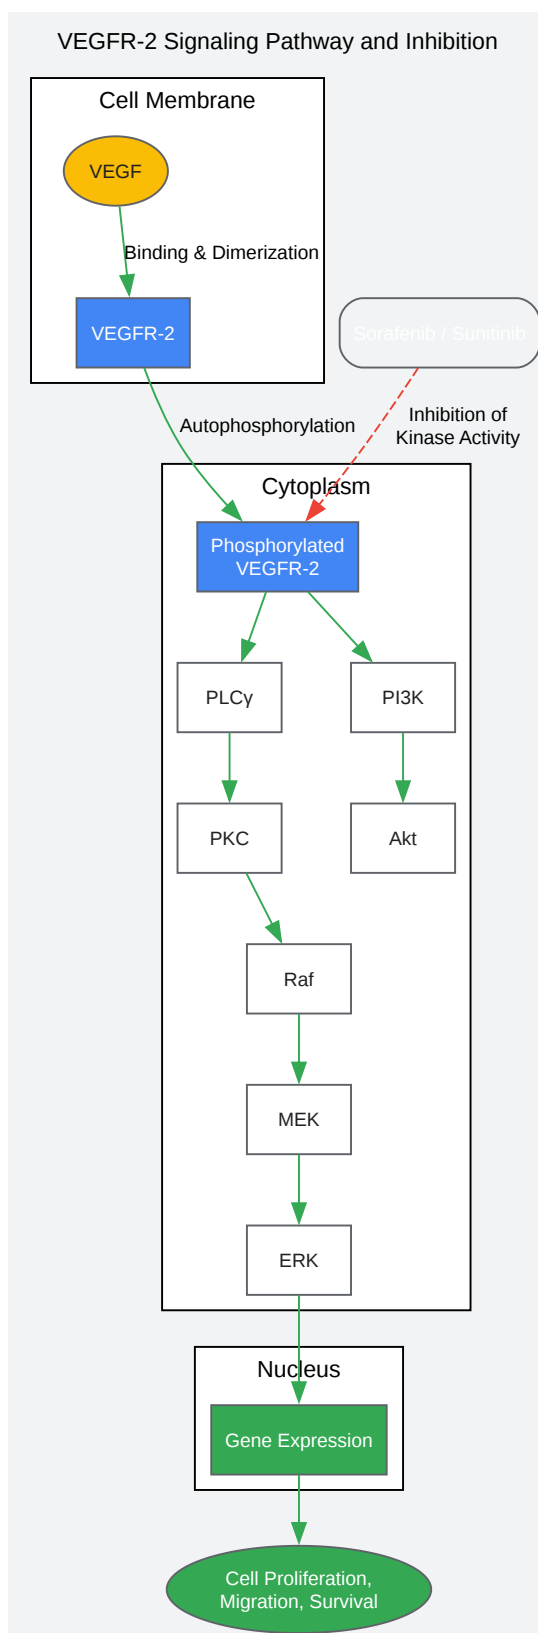 VEGFR-2 Signaling Pathway and Inhibition
Cell Membrane
VEGF
Binding & Dimerization
VEGFR-2
Sorafenib / Sunitinib
Autophosphorylation
Inhibition of
Kinase Activity
Cytoplasm
Phosphorylated
VEGFR-2
PLCγ
PI3K
PKC
Akt
Raf
MEK
ERK
Nucleus
Gene Expression
Cell Proliferation,
Migration, Survival